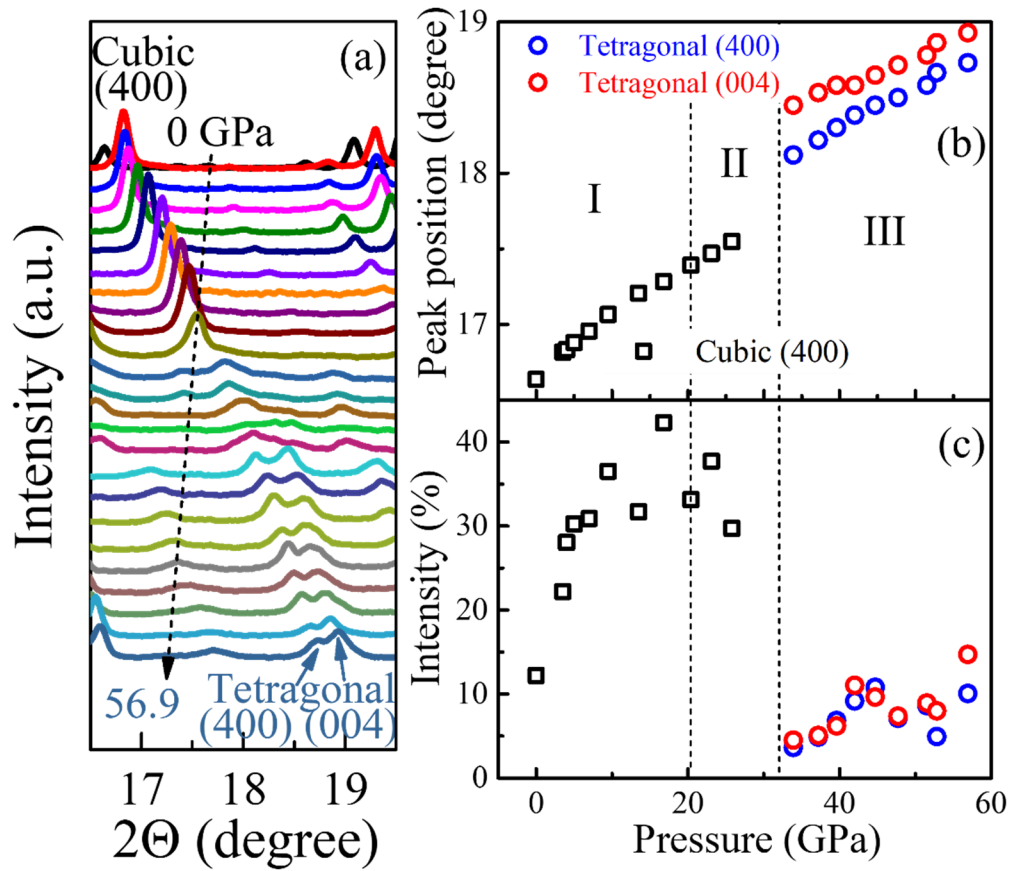 Cubic
(400)
(a)
0 GPa
56.9
Tetragonal
(400) (004)
Intensity (a.u.)
17 18 19
2Θ (degree)
Tetragonal (400)
Tetragonal (004)
(b)
I
II
III
Cubic (400)
19
18
17
Peak position (degree)
(c)
40
30
20
10
0
Intensity (%)
0 20 40 60
Pressure (GPa)